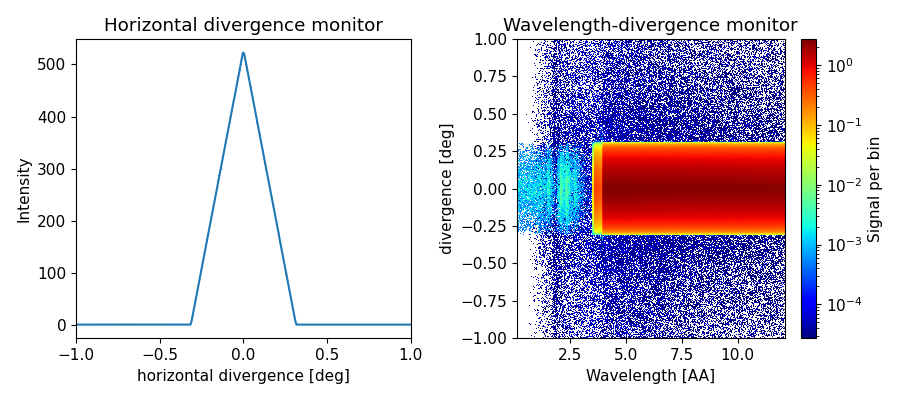 Horizontal divergence monitor
Intensity
500
400
300
200
100
0
−1.0 −0.5 0.0 0.5 1.0
horizontal divergence [deg]
Wavelength-divergence monitor
divergence [deg]
1.00
0.75
0.50
0.25
0.00
−0.25
−0.50
−0.75
−1.00
2.5 5.0 7.5 10.0
Wavelength [AA]
10⁰
10⁻¹
10⁻²
10⁻³
10⁻⁴
Signal per bin